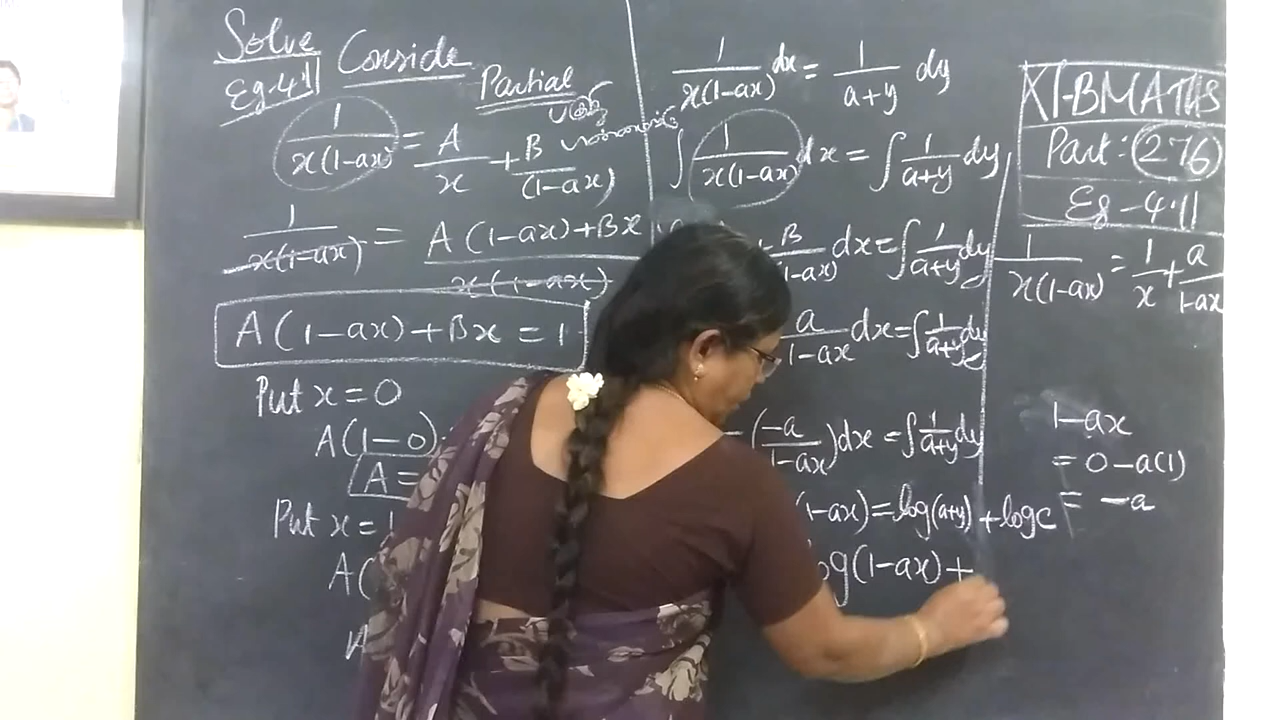 Solve
Eg-4.11 Conside
Partial
1/x(1-ax) = A/x + B/(1-ax)
1/x(1-ax) = A(1-ax)+Bx/x(1-ax)
A(1-ax)+Bx=1
Put x=0
A(1-0)
A=
Put x=1
A(
1/x(1-ax) dx = 1/a+y dy
∫ 1/x(1-ax) dx = ∫ 1/a+y dy
B/1-ax) dx = ∫ 1/a+y dy
a/1-ax dx = ∫ 1/a+y dy
-(-a/1-ax) dx = ∫ 1/a+y dy
(1-ax) = log(a+y) + logc
log(1-ax)+
XI-BMATHS
Part: 276
Eg-4.11
1/x(1-ax) = 1/x + a/1-ax
1-ax
= 0-a(1)
= -a